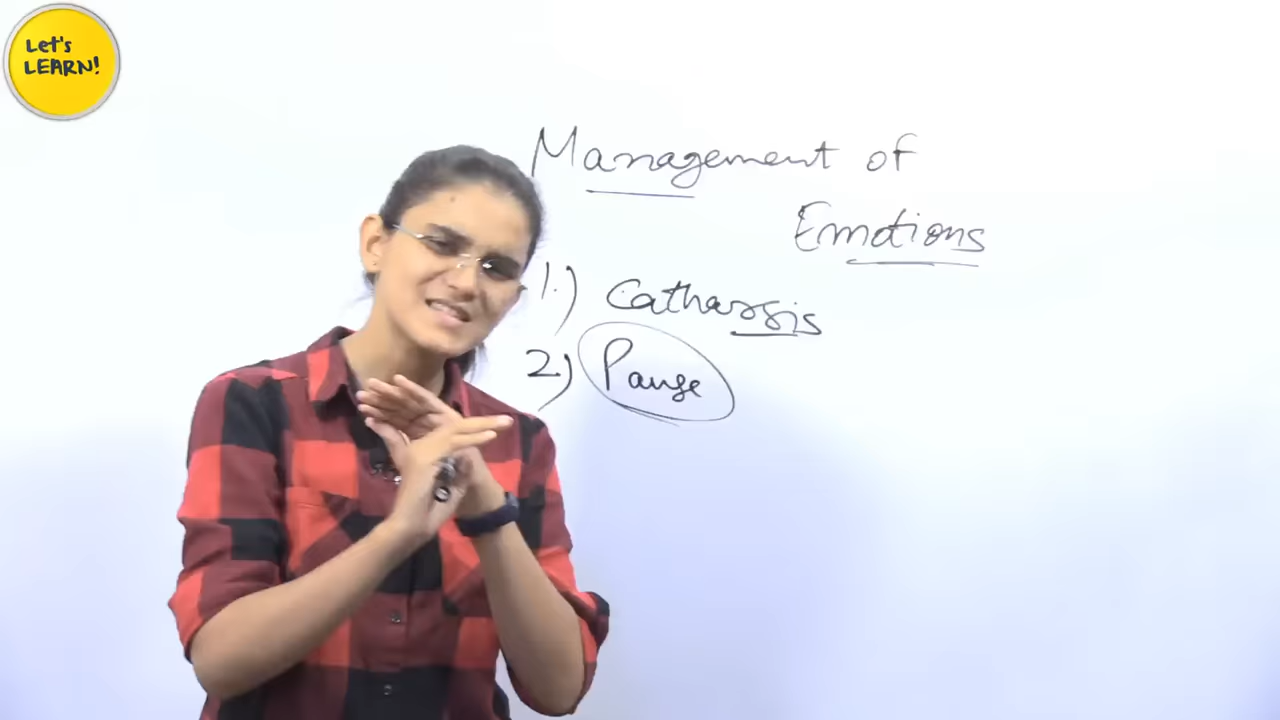 Let's
LEARN!
Management of
Emotions
1.) Catharsis
2.) Pause